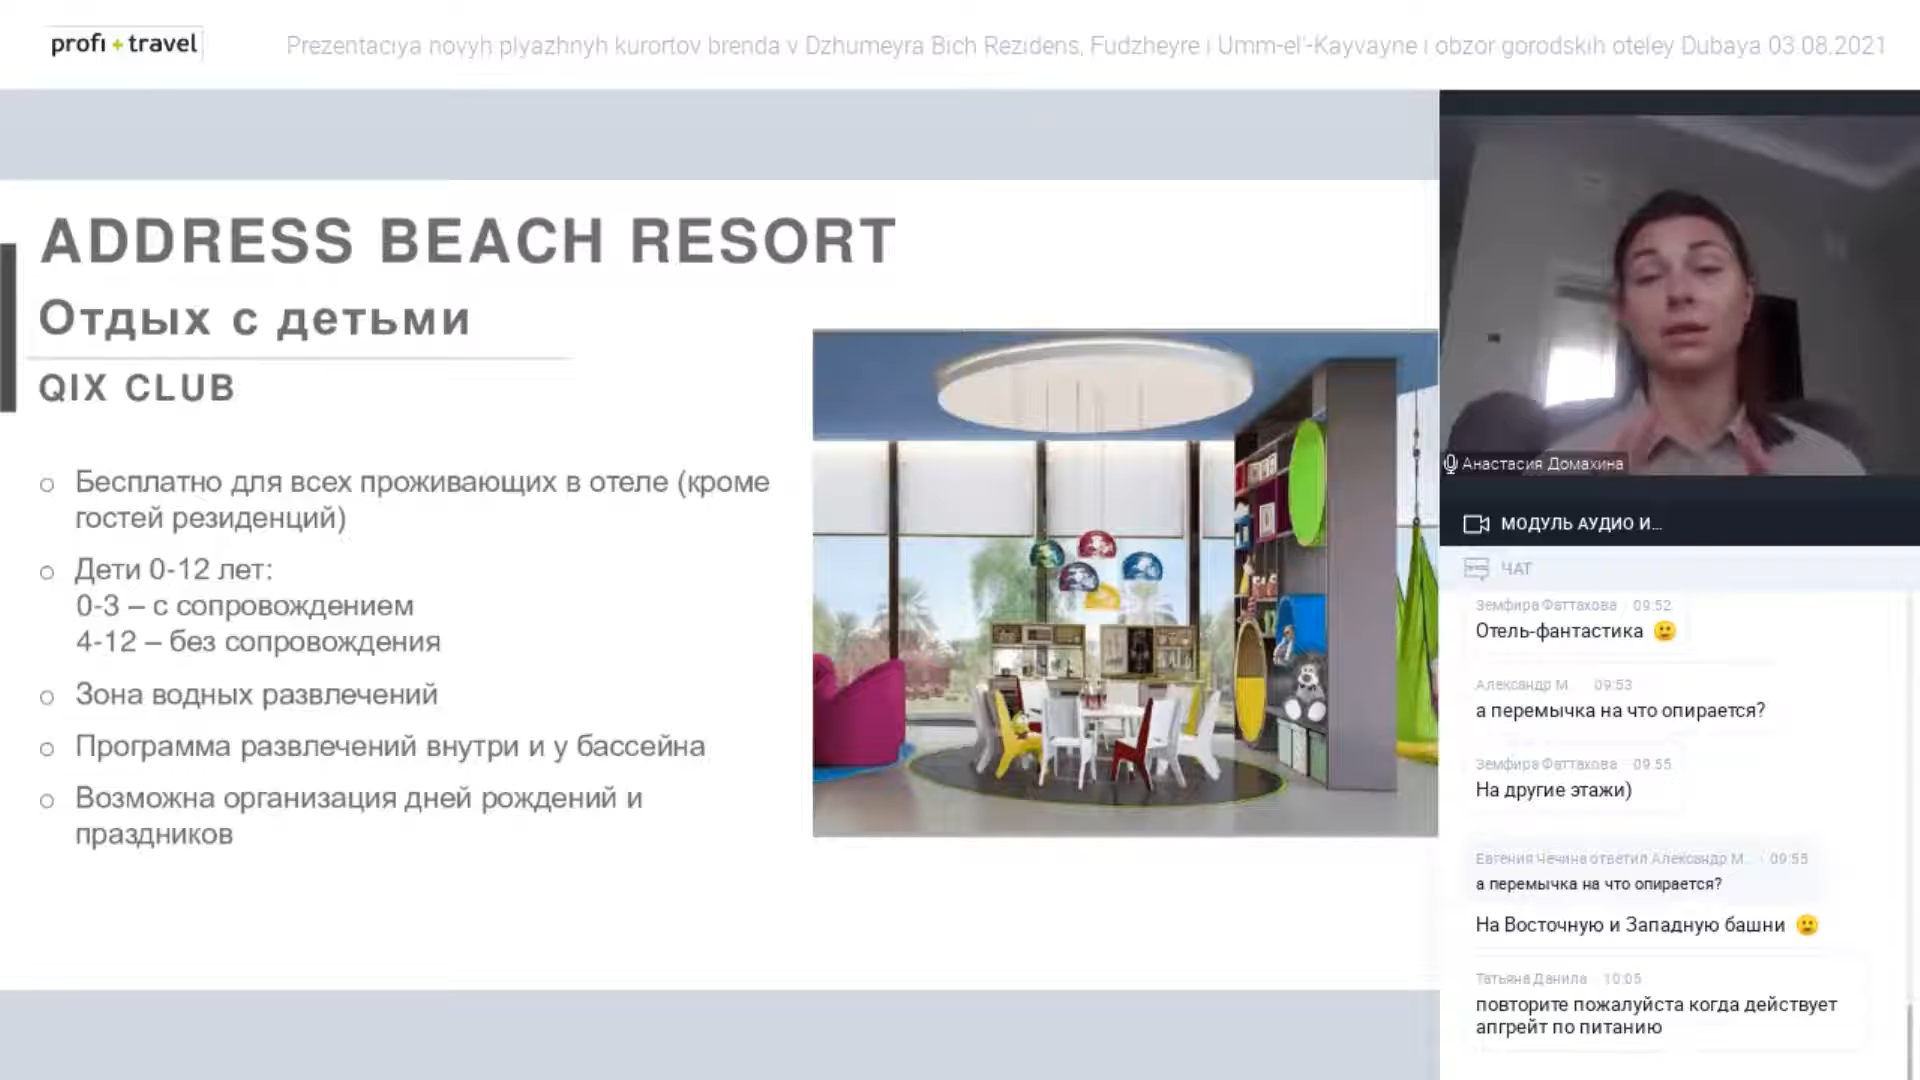 profi + travel
Prezentaciya novyh plyazhnyh kurortov brenda v Dzhumeyra Bich Rezidens, Fudzheyre i Umm-el'-Kayvayne i obzor gorodskih oteley Dubaya 03.08.2021
ADDRESS BEACH RESORT
Отдых с детьми
QIX CLUB
Бесплатно для всех проживающих в отеле (кроме
гостей резиденций)
Дети 0-12 лет:
0-3 – с сопровождением
4-12 – без сопровождения
Зона водных развлечений
Программа развлечений внутри и у бассейна
Возможна организация дней рождений и
праздников
Анастасия Домахина
МОДУЛЬ АУДИО И...
ЧАТ
Земфира Фаттахова 09:52
Отель-фантастика
Александр М... 09:53
а перемычка на что опирается?
Земфира Фаттахова 09:55
На другие этажи)
Евгения Чечина ответил Александр М... 09:55
а перемычка на что опирается?
На Восточную и Западную башни
Татьяна Данила 10:05
повторите пожалуйста когда действует
апгрейт по питанию